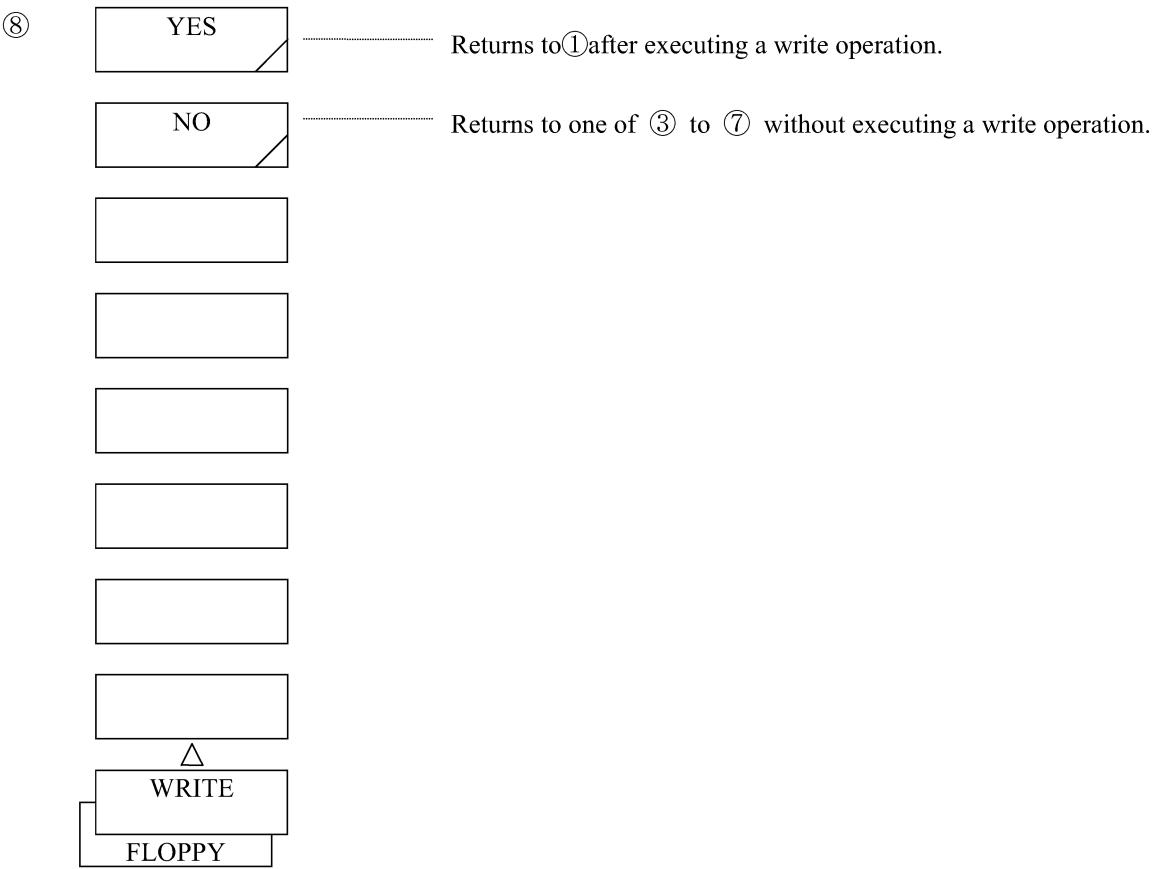 ⑧
YES
Returns to①after executing a write operation.
NO
Returns to one of ③ to ⑦ without executing a write operation.
WRITE
FLOPPY